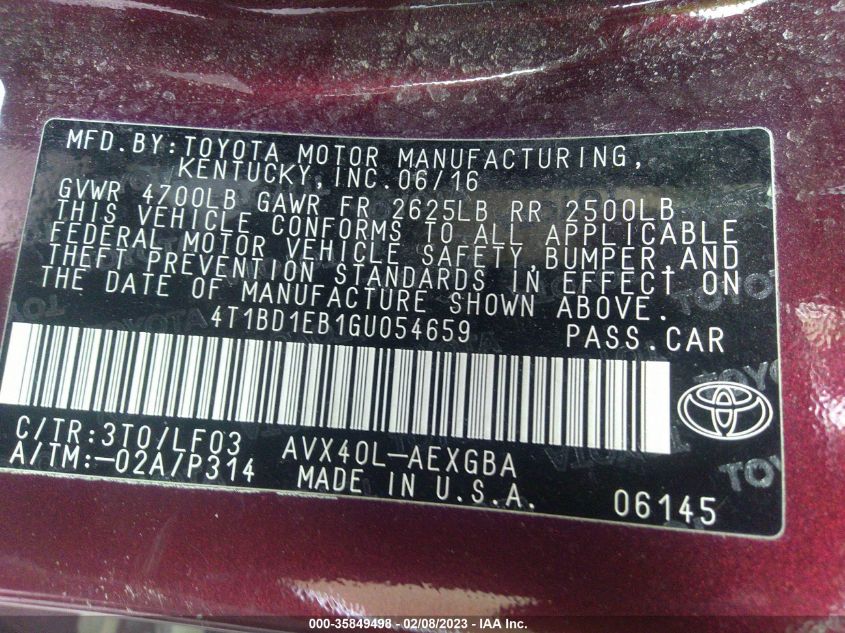 MFD.BY:TOYOTA MOTOR MANUFACTURING,
KENTUCKY, INC. 06/16
GVWR 4700LB GAWR FR 2625LB RR 2500LB
THIS VEHICLE CONFORMS TO ALL APPLICABLE
FEDERAL MOTOR VEHICLE SAFETY,BUMPER,AND
THEFT PREVENTION STANDARDS IN EFFECT ON
THE DATE OF MANUFACTURE SHOWN ABOVE.
4T1BD1EB1GU054659 PASS.CAR
C/TR:3T0/LF03 AVX40L-AEXGBA
A/TM:-02A/P314 MADE IN U.S.A. 06145
000-35849498 - 02/08/2023 - IAA Inc.